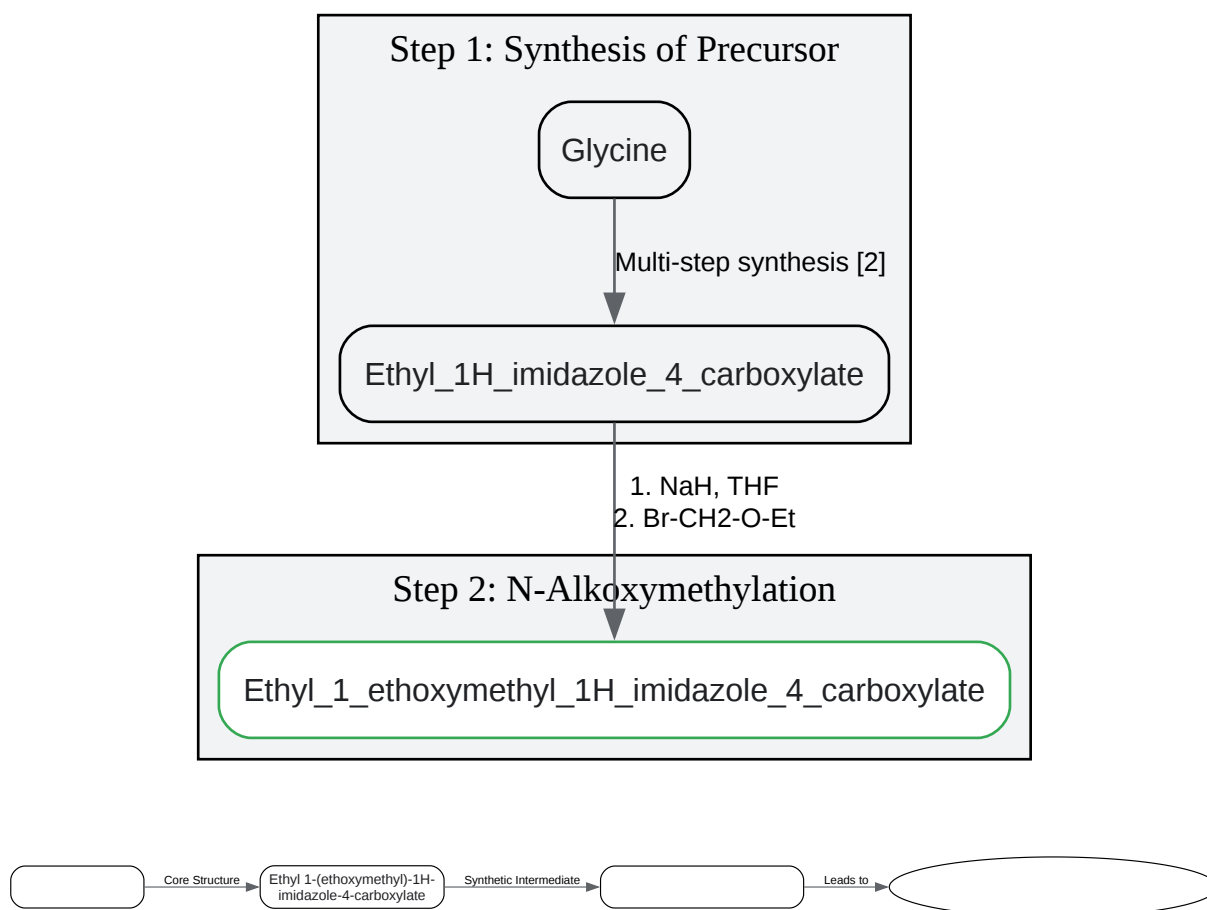 Step 1: Synthesis of Precursor
Glycine
Multi-step synthesis [2]
Ethyl_1H_imidazole_4_carboxylate
1. NaH, THF
2. Br-CH2-O-Et
Step 2: N-Alkoxymethylation
Ethyl_1_ethoxymethyl_1H_imidazole_4_carboxylate
Core Structure
Ethyl 1-(ethoxymethyl)-1H-
imidazole-4-carboxylate
Synthetic Intermediate
Leads to